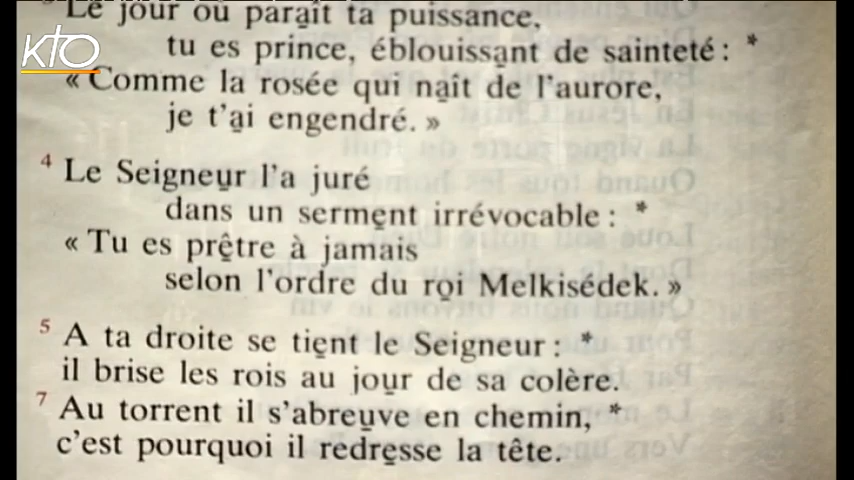 Le jour où paraît ta puissance,
tu es prince, éblouissant de sainteté : *
KTO
« Comme la rosée qui naît de l'aurore,
je t'ai engendré. »
4 Le Seigneur l'a juré
dans un serment irrévocable : *
« Tu es prêtre à jamais
selon l'ordre du roi Melkisédek. »
5 A ta droite se tient le Seigneur : *
il brise les rois au jour de sa colère.
7 Au torrent il s'abreuve en chemin, *
c'est pourquoi il redresse la tête.